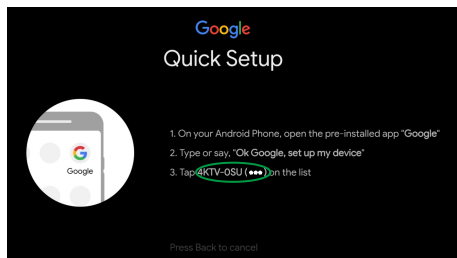 Google
Quick Setup
1. On your Android Phone, open the pre-installed app "Google"
2. Type or say, "Ok Google, set up my device"
3. Tap 4KTV-0SU (•••) on the list
G
Google
Press Back to cancel